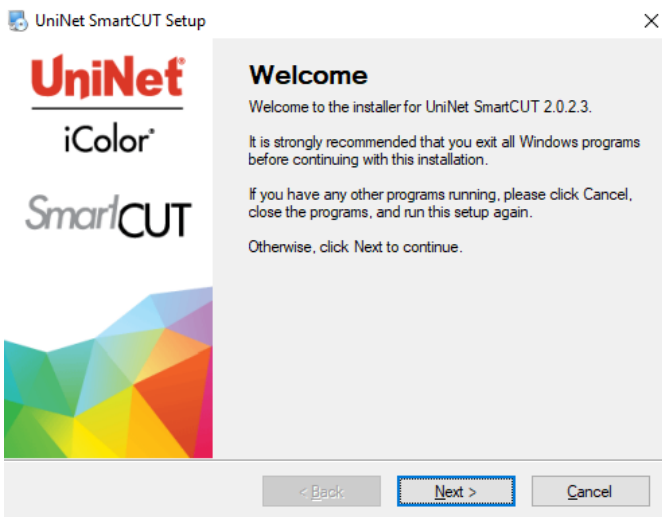 UniNet SmartCUT Setup
UniNet
iColor
SmartCUT
Welcome
Welcome to the installer for UniNet SmartCUT 2.0.2.3.
It is strongly recommended that you exit all Windows programs
before continuing with this installation.
If you have any other programs running, please click Cancel,
close the programs, and run this setup again.
Otherwise, click Next to continue.
< Back
Next >
Cancel